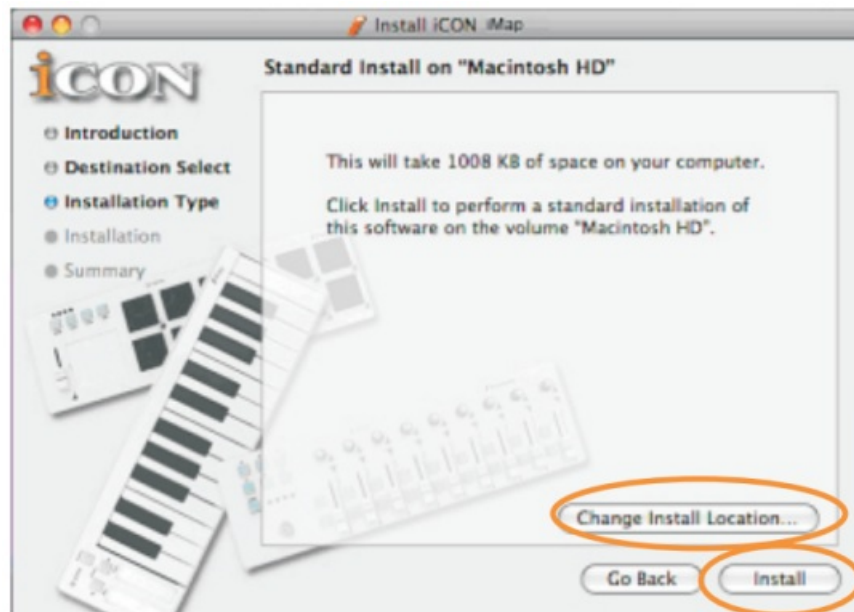 Install iCON iMap
icon
Standard Install on "Macintosh HD"
Introduction
Destination Select
Installation Type
Installation
Summary
This will take 1008 KB of space on your computer.
Click Install to perform a standard installation of
this software on the volume "Macintosh HD".
Change Install Location...
Go Back
Install